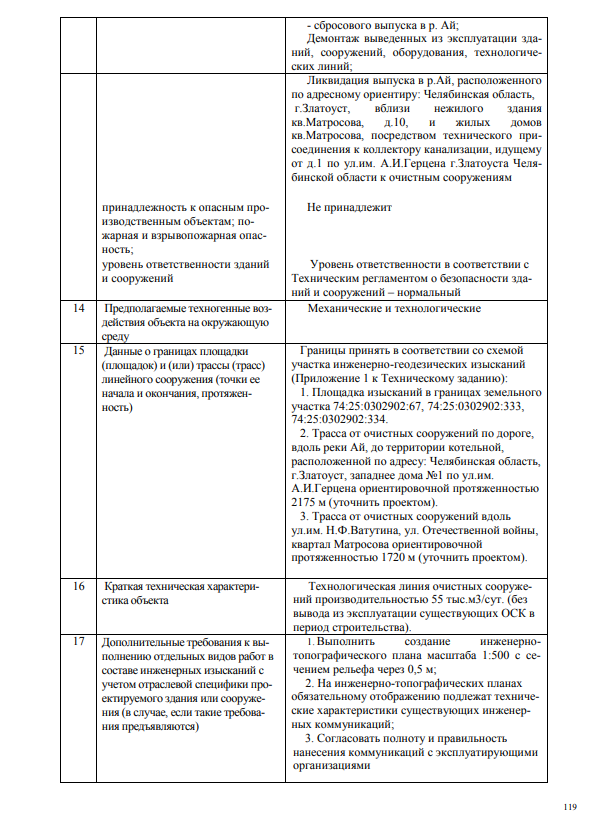 - сбросового выпуска в р. Ай;
Демонтаж выведенных из эксплуатации зда-
ний, сооружений, оборудования, технологиче-
ских линий;
Ликвидация выпуска в р.Ай, расположенного
по адресному ориентиру: Челябинская область,
г.Златоуст, вблизи нежилого здания
кв.Матросова, д.10, и жилых домов
кв.Матросова, посредством технического при-
соединения к коллектору канализации, идущему
от д.1 по ул.им. А.И.Герцена г.Златоуста Челя-
бинской области к очистным сооружениям
принадлежность к опасным про-
изводственным объектам; по-
жарная и взрывопожарная опас-
ность;
Не принадлежит
уровень ответственности зданий
и сооружений
Уровень ответственности в соответствии с
Техническим регламентом о безопасности зда-
ний и сооружений – нормальный
14
Предполагаемые техногенные воз-
действия объекта на окружающую
среду
Механические и технологические
15
Данные о границах площадки
(площадок) и (или) трассы (трасс)
линейного сооружения (точки ее
начала и окончания, протяжен-
ность)
Границы принять в соответствии со схемой
участка инженерно-геодезических изысканий
(Приложение 1 к Техническому заданию):
1. Площадка изысканий в границах земельного
участка 74:25:0302902:67, 74:25:0302902:333,
74:25:0302902:334.
2. Трасса от очистных сооружений по дороге,
вдоль реки Ай, до территории котельной,
расположенной по адресу: Челябинская область,
г.Златоуст, западнее дома №1 по ул.им.
А.И.Герцена ориентировочной протяженностью
2175 м (уточнить проектом).
3. Трасса от очистных сооружений вдоль
ул.им. Н.Ф.Ватутина, ул. Отечественной войны,
квартал Матросова ориентировочной
протяженностью 1720 м (уточнить проектом).
16
Краткая техническая характери-
стика объекта
Технологическая линия очистных сооруже-
ний производительностью 55 тыс.м3/сут. (без
вывода из эксплуатации существующих ОСК в
период строительства).
17
Дополнительные требования к вы-
полнению отдельных видов работ в
составе инженерных изысканий с
учетом отраслевой специфики про-
ектируемого здания или сооруже-
ния (в случае, если такие требова-
ния предъявляются)
1. Выполнить создание инженерно-
топографического плана масштаба 1:500 с се-
чением рельефа через 0,5 м;
2. На инженерно-топографических планах
обязательному отображению подлежат техниче-
ские характеристики существующих инженер-
ных коммуникаций;
3. Согласовать полноту и правильность
нанесения коммуникаций с эксплуатирующими
организациями
119